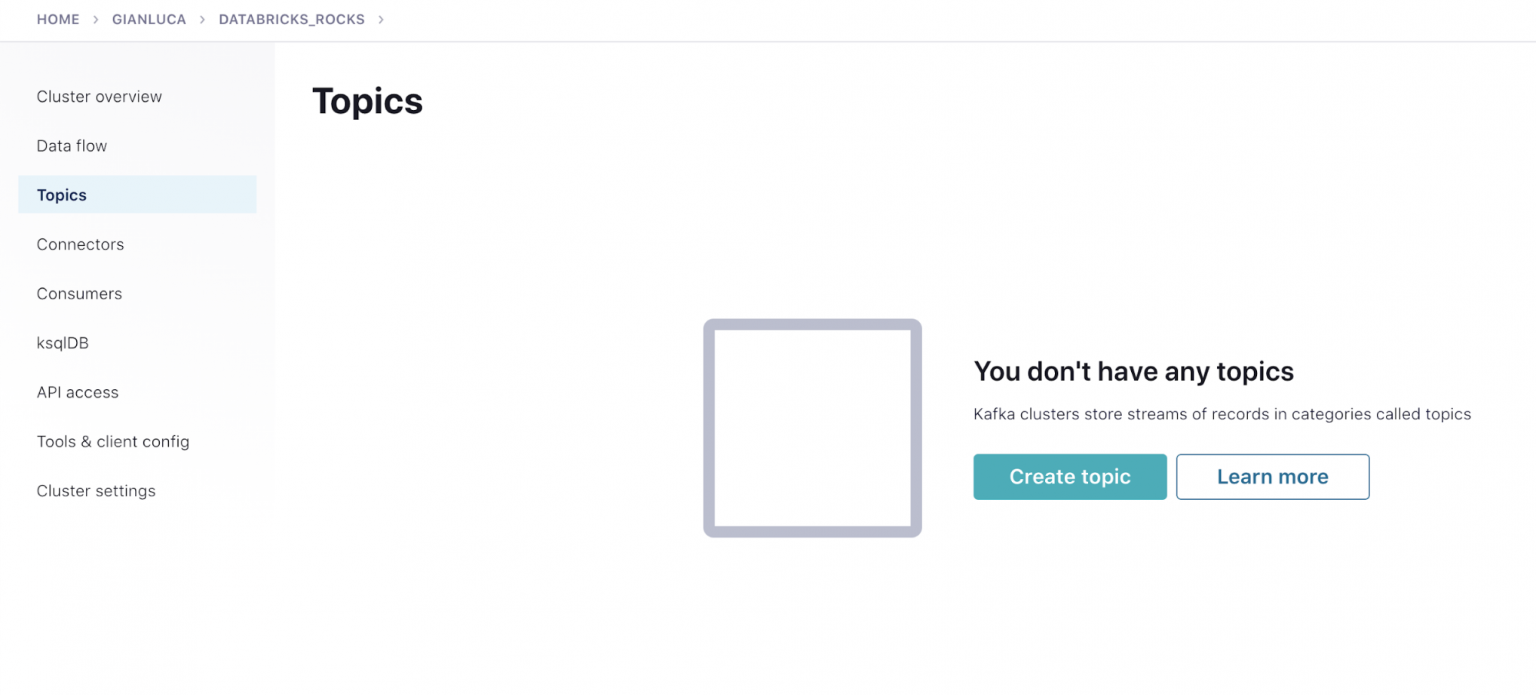 HOME > GIANLUCA > DATABRICKS_ROCKS >
Cluster overview
Data flow
Topics
Connectors
Consumers
ksqlDB
API access
Tools & client config
Cluster settings
Topics
You don't have any topics
Kafka clusters store streams of records in categories called topics
Create topic Learn more